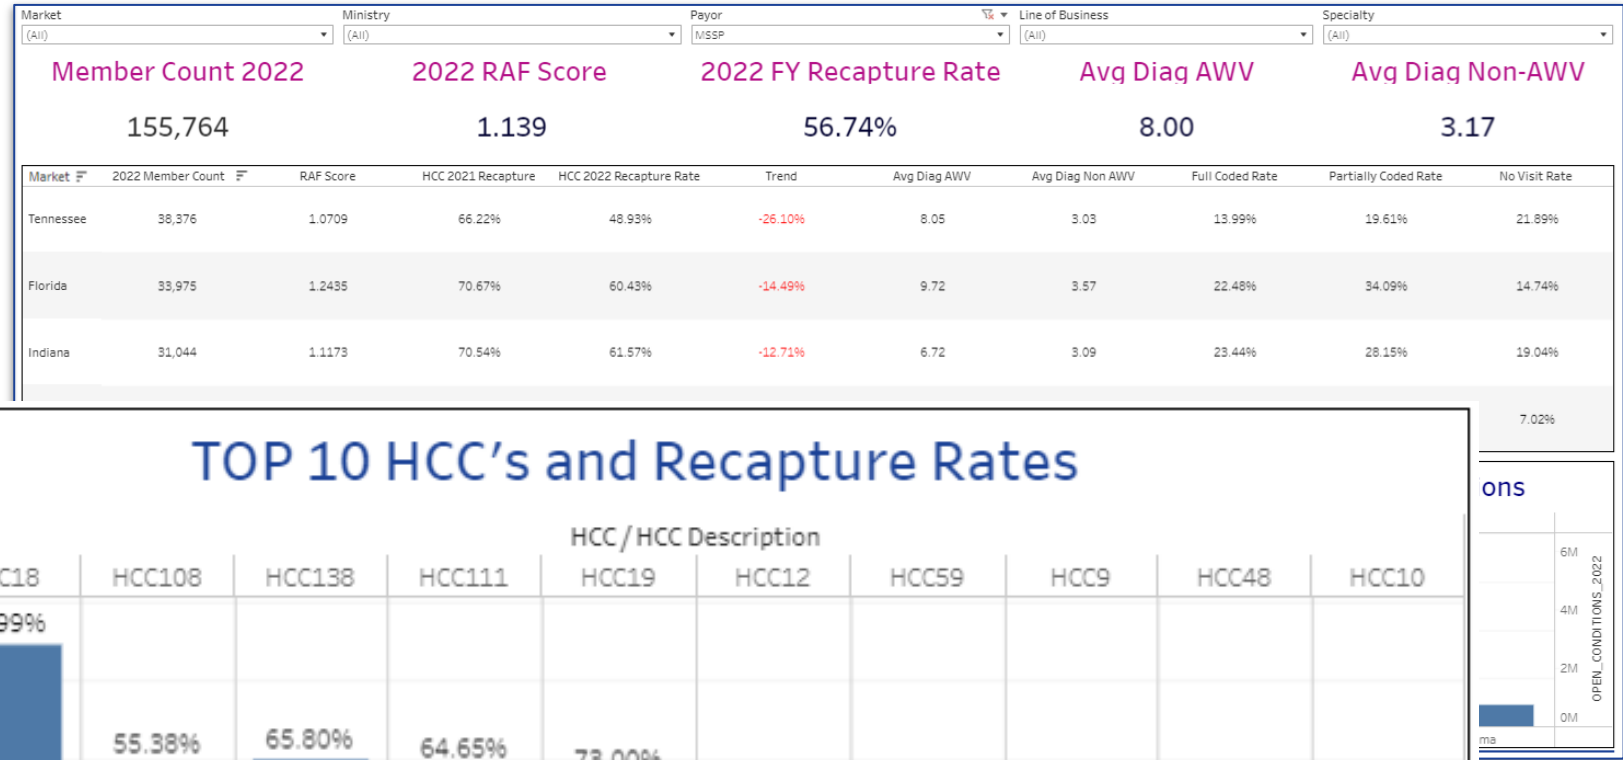 Market Ministry Payor Line of Business Specialty
(All) (All) MSSP (All) (All)
Member Count 2022 2022 RAF Score 2022 FY Recapture Rate Avg Diag AWV Avg Diag Non-AWV
155,764 1.139 56.74% 8.00 3.17
Market 2022 Member Count RAF Score HCC 2021 Recapture HCC 2022 Recapture Rate Trend Avg Diag AWV Avg Diag Non AWV Full Coded Rate Partially Coded Rate No Visit Rate
Tennessee 38,376 1.0709 66.22% 48.93% -26.10% 8.05 3.03 13.99% 19.61% 21.89%
Florida 33,975 1.2435 70.67% 60.43% -14.49% 9.72 3.57 22.48% 34.09% 14.74%
Indiana 31,044 1.1173 70.54% 61.57% -12.71% 6.72 3.09 23.44% 28.15% 19.04%
7.02%
TOP 10 HCC's and Recapture Rates
ions
HCC / HCC Description
C18 HCC108 HCC138 HCC111 HCC19 HCC12 HCC59 HCC9 HCC48 HCC10
99%
55.38% 65.80% 64.65% 73.00%
6M
4M
2M
0M
OPEN_CONDITIONS_2022
ma